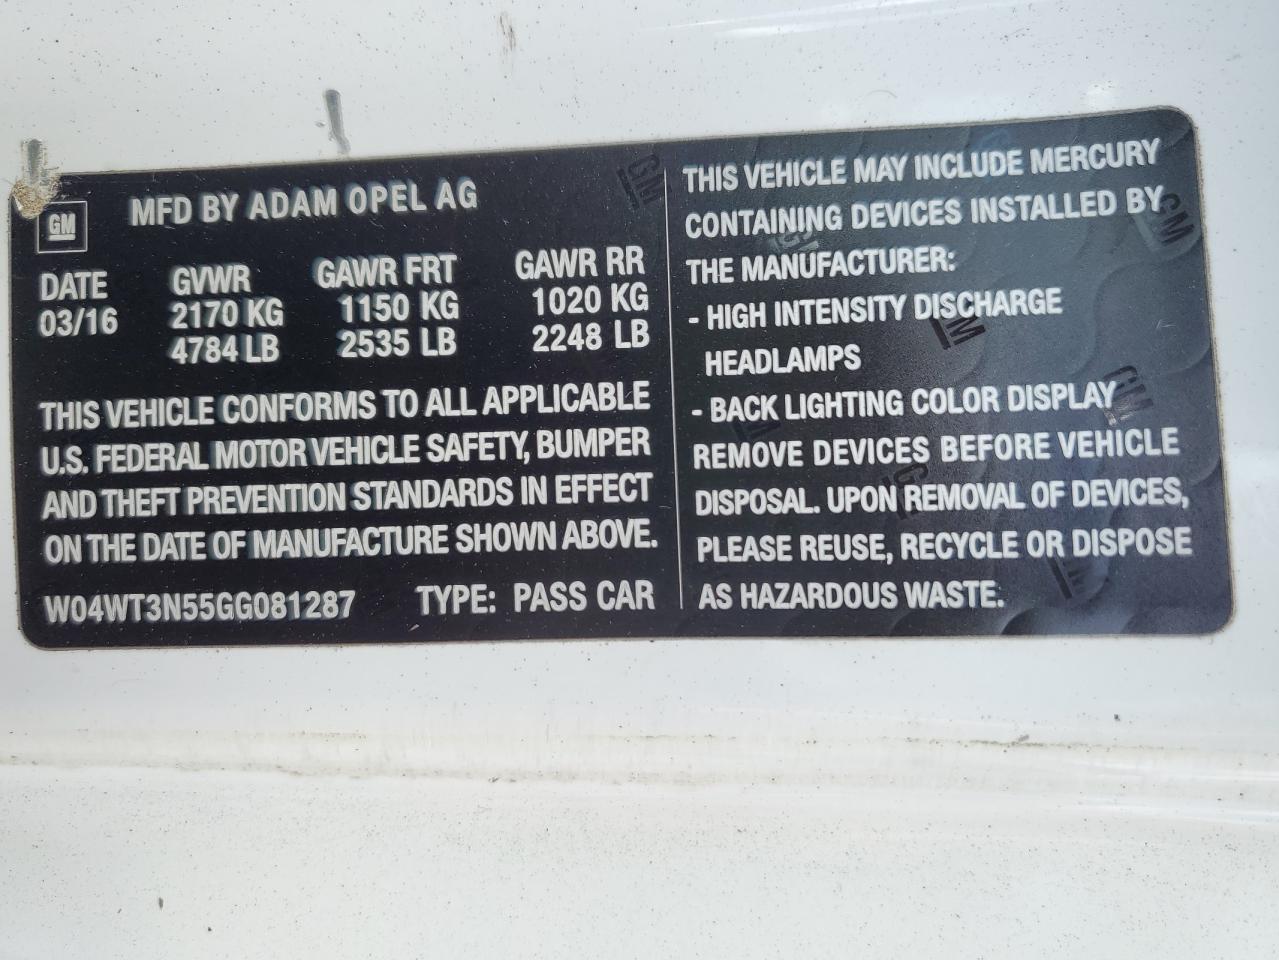 GM
MFD BY ADAM OPEL AG
DATE GVWR GAWR FRT GAWR RR
03/16 2170 KG 1150 KG 1020 KG
4784 LB 2535 LB 2248 LB
THIS VEHICLE CONFORMS TO ALL APPLICABLE
U.S. FEDERAL MOTOR VEHICLE SAFETY, BUMPER
AND THEFT PREVENTION STANDARDS IN EFFECT
ON THE DATE OF MANUFACTURE SHOWN ABOVE.
W04WT3N55GG081287 TYPE: PASS CAR
THIS VEHICLE MAY INCLUDE MERCURY
CONTAINING DEVICES INSTALLED BY
THE MANUFACTURER:
- HIGH INTENSITY DISCHARGE
HEADLAMPS
- BACK LIGHTING COLOR DISPLAY
REMOVE DEVICES BEFORE VEHICLE
DISPOSAL. UPON REMOVAL OF DEVICES,
PLEASE REUSE, RECYCLE OR DISPOSE
AS HAZARDOUS WASTE.